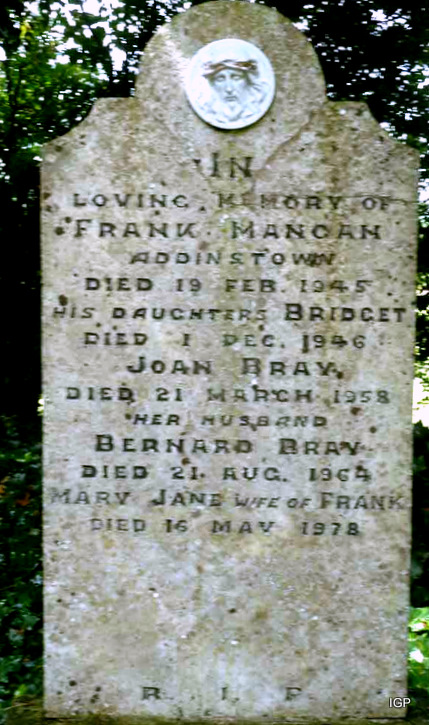 IN
LOVING MEMORY OF
FRANK MANGAN
ADDINSTOWN
DIED 19 FEB. 1945
HIS DAUGHTERS BRIDGET
DIED 1 DEC. 1946
JOAN BRAY
DIED 21 MARCH 1958
HER HUSBAND
BERNARD BRAY
DIED 21 AUG. 1964
MARY JANE WIFE OF FRANK
DIED 16 MAY 1978
R. I. P.
IGP